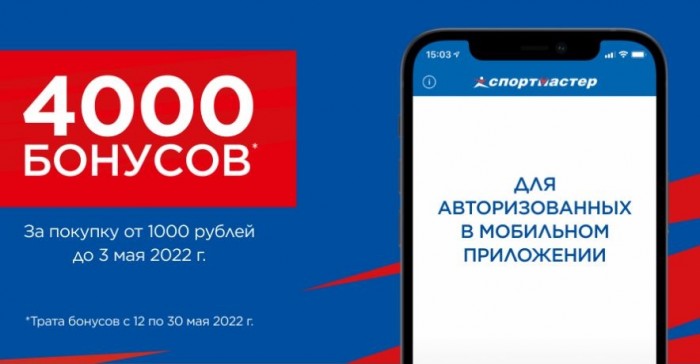 4000
БОНУСОВ*
За покупку от 1000 рублей
до 3 мая 2022 г.
*Трата бонусов с 12 по 30 мая 2022 г.
15:03
спортмастер
ДЛЯ
АВТОРИЗОВАННЫХ
В МОБИЛЬНОМ
ПРИЛОЖЕНИИ